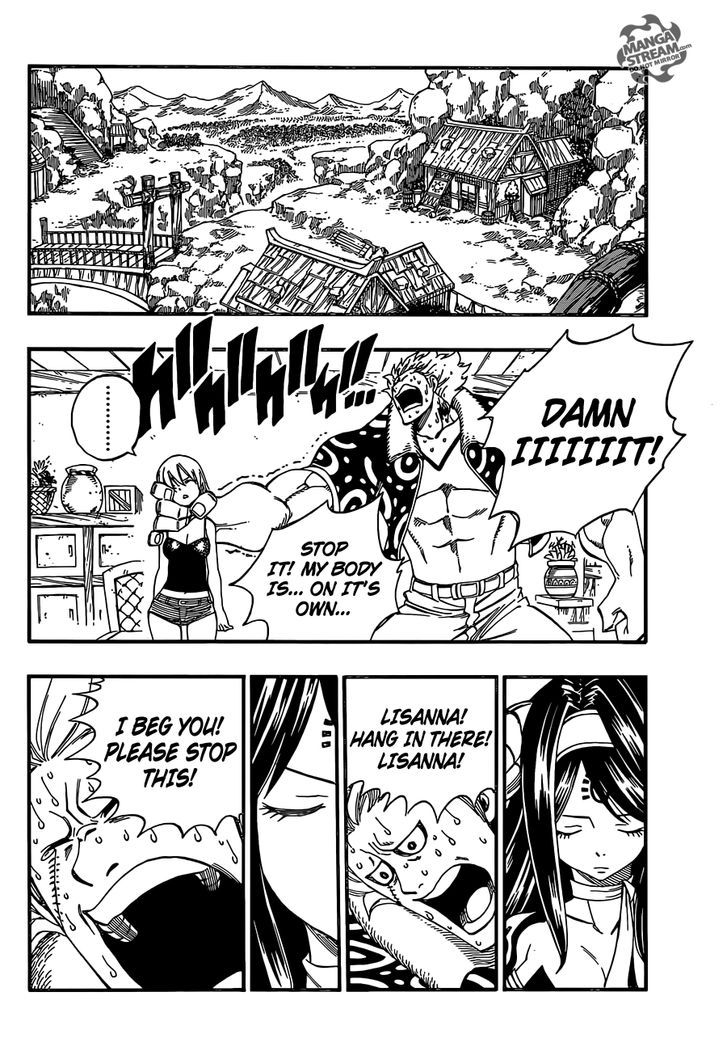 MANGA
STREAM.com
DO NOT MIRROR!
DAMN
IIIIIIIT!
STOP
IT! MY BODY
IS... ON IT'S
OWN...
.........
I BEG YOU!
PLEASE STOP
THIS!
LISANNA!
HANG IN THERE!
LISANNA!